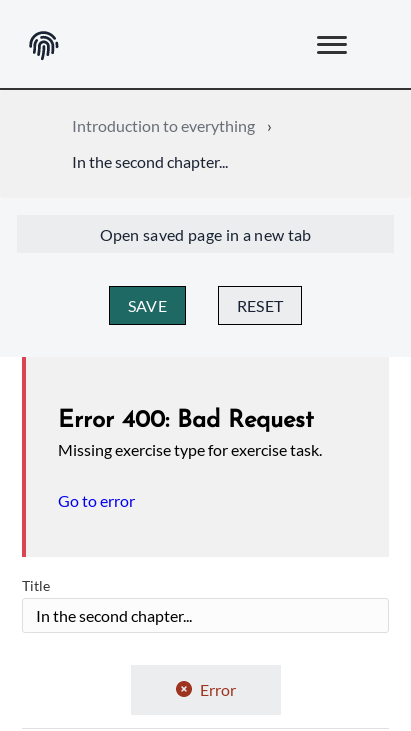 Introduction to everything ›
In the second chapter...
Open saved page in a new tab
SAVE RESET
Error 400: Bad Request
Missing exercise type for exercise task.
Go to error
Title
In the second chapter...
Error